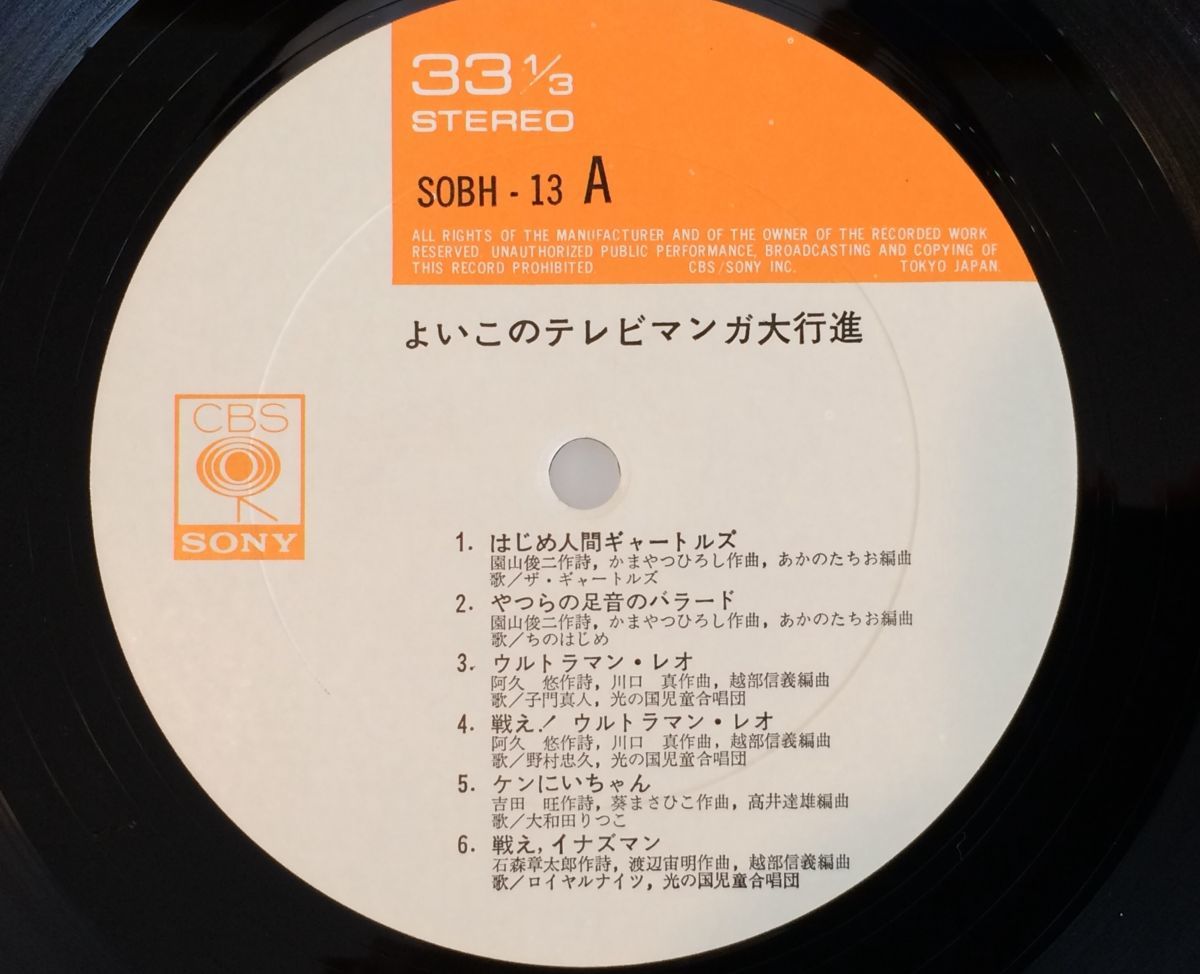 33 1/3
STEREO
SOBH - 13 A
ALL RIGHTS OF THE MANUFACTURER AND OF THE OWNER OF THE RECORDED WORK
RESERVED. UNAUTHORIZED PUBLIC PERFORMANCE, BROADCASTING AND COPYING OF
THIS RECORD PROHIBITED. CBS/SONY INC. TOKYO JAPAN.
よいこのテレビマンガ大行進
CBS
SONY
1. はじめ人間ギャートルズ
園山俊二作詩, かまやつひろし作曲, あかのたちお編曲
歌／ザ・ギャートルズ
2. やつらの足音のバラード
園山俊二作詩, かまやつひろし作曲, あかのたちお編曲
歌／ちのはじめ
3. ウルトラマン・レオ
阿久 悠作詩, 川口 真作曲, 越部信義編曲
歌／子門真人, 光の国児童合唱団
4. 戦え! ウルトラマン・レオ
阿久 悠作詩, 川口 真作曲, 越部信義編曲
歌／野村忠久, 光の国児童合唱団
5. ケンにいちゃん
吉田 旺作詩, 葵まさひこ作曲, 高井達雄編曲
歌／大和田りつこ
6. 戦え, イナズマン
石森章太郎作詩, 渡辺宙明作曲, 越部信義編曲
歌／ロイヤルナイツ, 光の国児童合唱団